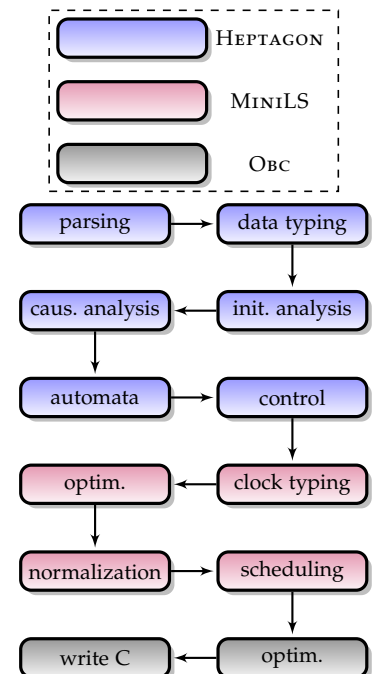 HEPTAGON
MINILS
OBC
parsing
data typing
init. analysis
caus. analysis
automata
control
clock typing
optim.
normalization
scheduling
optim.
write C